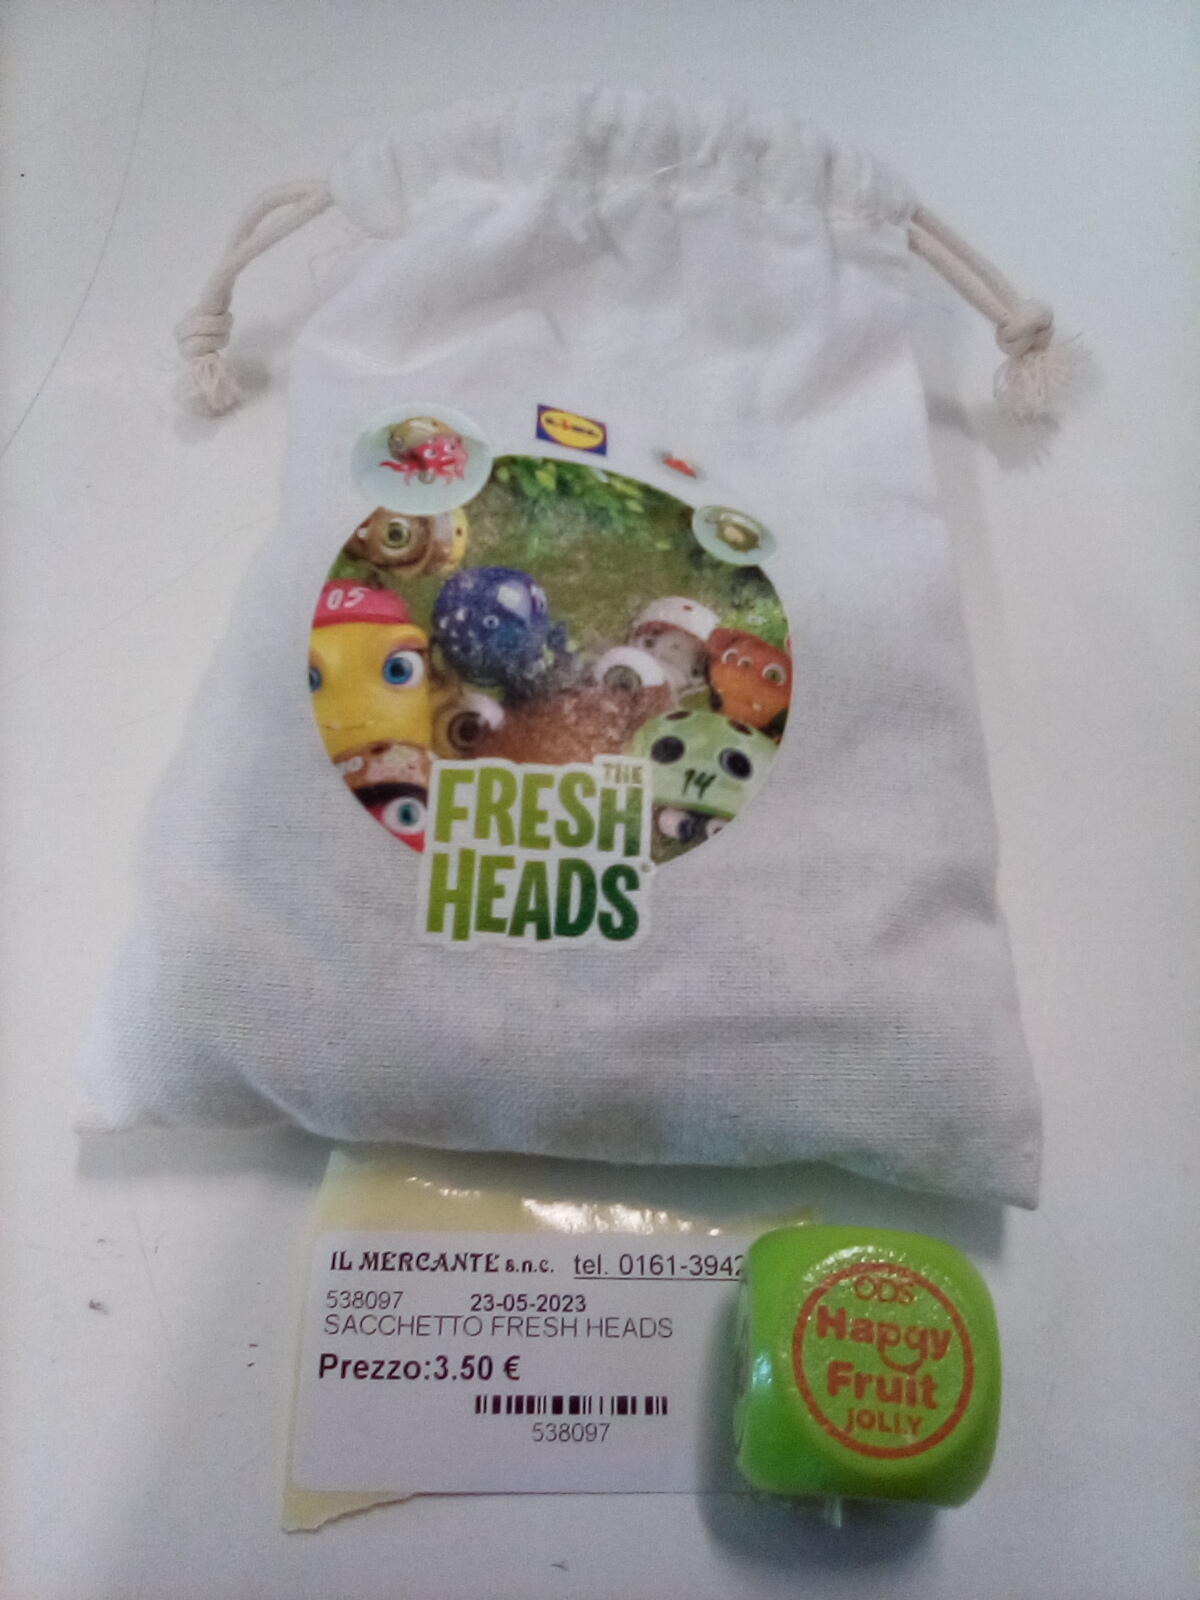 LIDL
05
14
THE
FRESH
HEADS
IL MERCANTE s.n.c. tel. 0161-3942
538097 23-05-2023
SACCHETTO FRESH HEADS
Prezzo:3.50 €
538097
ODS
Happy
Fruit
JOLLY